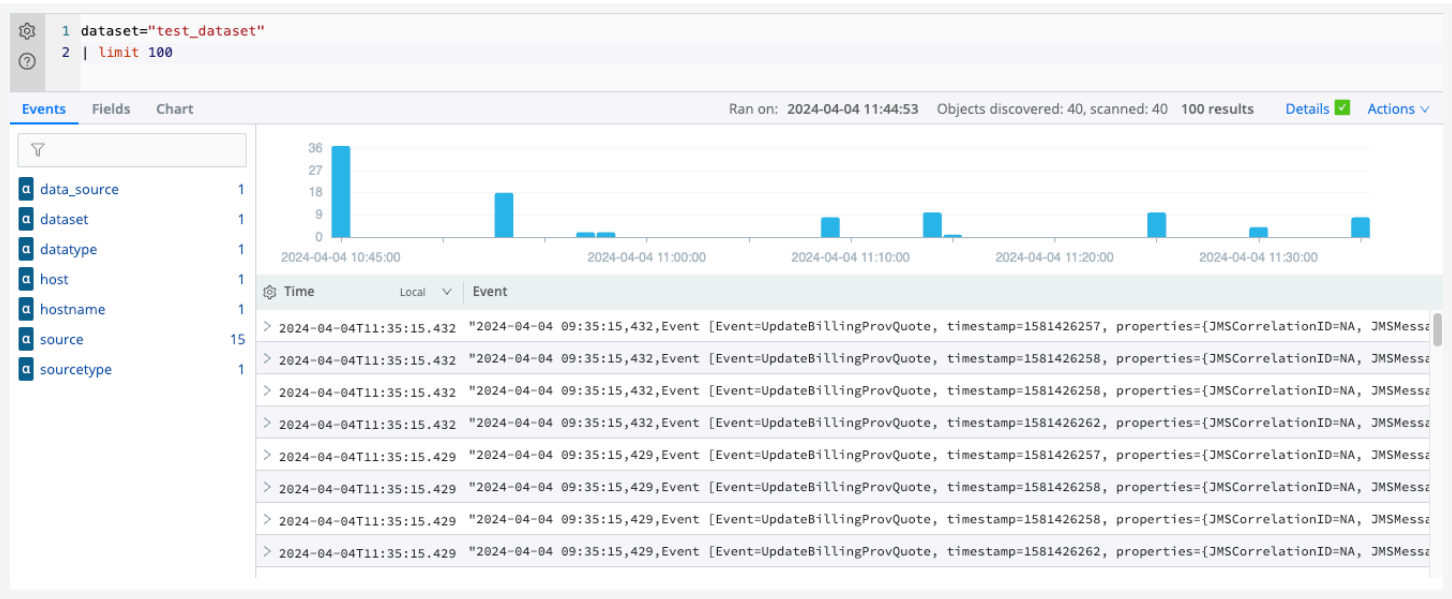 1 dataset="test_dataset"
2 | limit 100
Events Fields Chart Ran on: 2024-04-04 11:44:53 Objects discovered: 40, scanned: 40 100 results Details Actions
α data_source 1
α dataset 1
α datatype 1
α host 1
α hostname 1
α source 15
α sourcetype 1
36
27
18
9
0
2024-04-04 10:45:00 2024-04-04 11:00:00 2024-04-04 11:10:00 2024-04-04 11:20:00 2024-04-04 11:30:00
Time Local Event
> 2024-04-04T11:35:15.432 "2024-04-04 09:35:15,432,Event [Event=UpdateBillingProvQuote, timestamp=1581426257, properties={JMSCorrelationID=NA, JMSMessa
> 2024-04-04T11:35:15.432 "2024-04-04 09:35:15,432,Event [Event=UpdateBillingProvQuote, timestamp=1581426258, properties={JMSCorrelationID=NA, JMSMessa
> 2024-04-04T11:35:15.432 "2024-04-04 09:35:15,432,Event [Event=UpdateBillingProvQuote, timestamp=1581426258, properties={JMSCorrelationID=NA, JMSMessa
> 2024-04-04T11:35:15.432 "2024-04-04 09:35:15,432,Event [Event=UpdateBillingProvQuote, timestamp=1581426262, properties={JMSCorrelationID=NA, JMSMessa
> 2024-04-04T11:35:15.429 "2024-04-04 09:35:15,429,Event [Event=UpdateBillingProvQuote, timestamp=1581426257, properties={JMSCorrelationID=NA, JMSMessa
> 2024-04-04T11:35:15.429 "2024-04-04 09:35:15,429,Event [Event=UpdateBillingProvQuote, timestamp=1581426258, properties={JMSCorrelationID=NA, JMSMessa
> 2024-04-04T11:35:15.429 "2024-04-04 09:35:15,429,Event [Event=UpdateBillingProvQuote, timestamp=1581426258, properties={JMSCorrelationID=NA, JMSMessa
> 2024-04-04T11:35:15.429 "2024-04-04 09:35:15,429,Event [Event=UpdateBillingProvQuote, timestamp=1581426262, properties={JMSCorrelationID=NA, JMSMessa